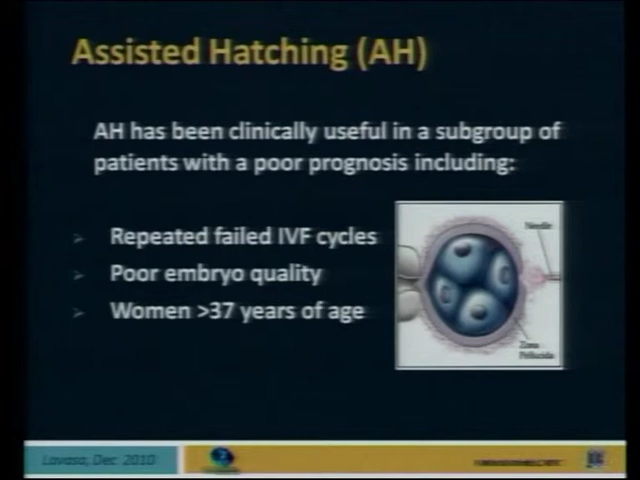 Assisted Hatching (AH)
AH has been clinically useful in a subgroup of
patients with a poor prognosis including:
Repeated failed IVF cycles
Poor embryo quality
Women >37 years of age
Needle
Zona
Pellucida
Lavasa, Dec. 2010